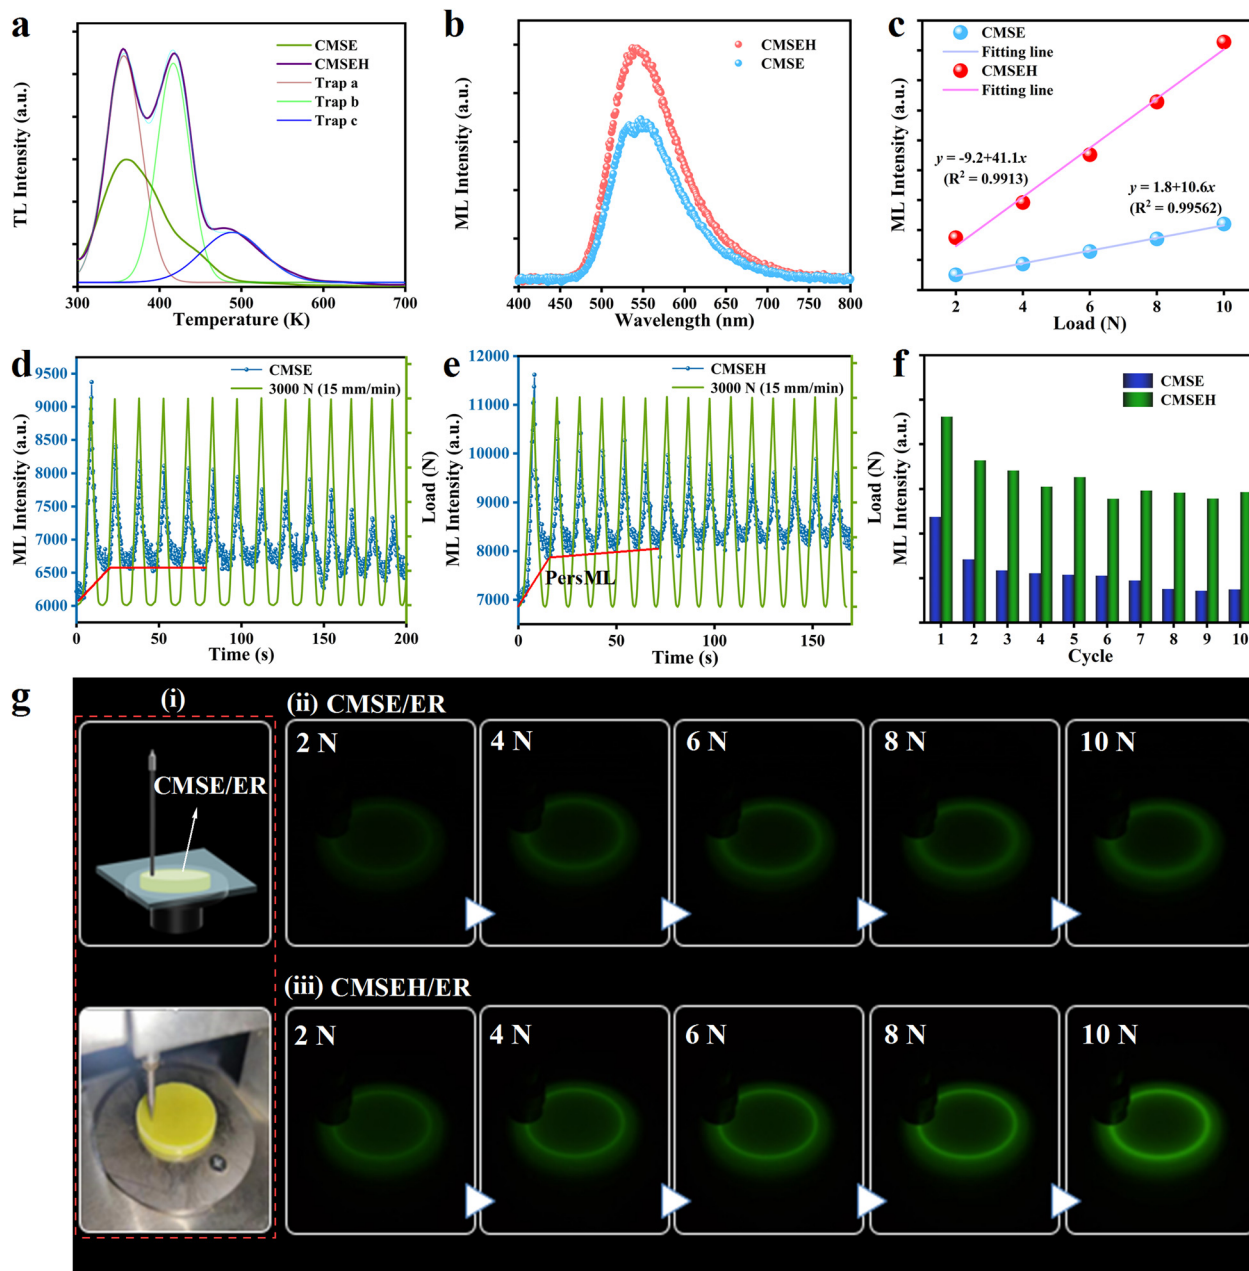 a
TL Intensity (a.u.)
CMSE
CMSEH
Trap a
Trap b
Trap c
300 400 500 600 700
Temperature (K)
b
ML Intensity (a.u.)
CMSEH
CMSE
400 450 500 550 600 650 700 750 800
Wavelength (nm)
c
ML Intensity (a.u.)
CMSE
Fitting line
CMSEH
Fitting line
y = -9.2+41.1x
(R² = 0.9913)
y = 1.8+10.6x
(R² = 0.99562)
2 4 6 8 10
Load (N)
d
ML Intensity (a.u.)
9500
9000
8500
8000
7500
7000
6500
6000
CMSE
3000 N (15 mm/min)
Load (N)
0 25 50 75 100 125 150 175 200
Time (s)
e
ML Intensity (a.u.)
12000
11000
10000
9000
8000
7000
CMSEH
3000 N (15 mm/min)
PersML
Load (N)
0 50 100 150
Time (s)
f
ML Intensity (a.u.)
CMSE
CMSEH
1 2 3 4 5 6 7 8 9 10
Cycle
g
(i)
CMSE/ER
(ii) CMSE/ER
2 N 4 N 6 N 8 N 10 N
(iii) CMSEH/ER
2 N 4 N 6 N 8 N 10 N